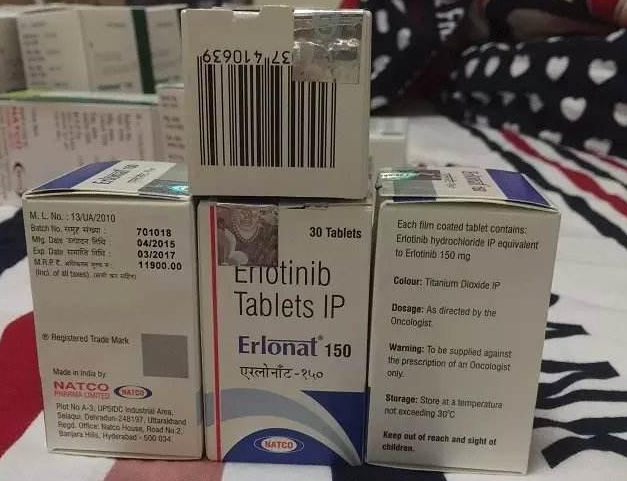 37 410639
Erlonat 150
M. L. No. : 13/UA/2010
Batch No. समूह संख्या : 701018
Mfg. Date उत्पादन तिथि : 04/2015
Exp. Date समाप्ति तिथि : 03/2017
M.R.P. ₹. अधिकतम मूल्य रु. 11900.00
(Incl. of all taxes).
® Registered Trade Mark
Made in India by:
NATCO
PHARMA LIMITED
NATCO
Plot No A-3, UPSIDC Industrial Area,
Selaqui, Dehradun-248197, Uttarakhand
Regd. Office: Natco House, Road No.2,
Banjara Hills, Hyderabad - 500 034.
30 Tablets
Erlotinib
Tablets IP
Erlonat® 150
एरलोनॉट-१५०
NATCO
Each film coated tablet contains:
Erlotinib hydrochloride IP equivalent
to Erlotinib 150 mg
Colour: Titanium Dioxide IP
Dosage: As directed by the
Oncologist.
Warning: To be supplied against
the prescription of an Oncologist
only.
Storage: Store at a temperature
not exceeding 30°C
Keep out of reach and sight of
children.